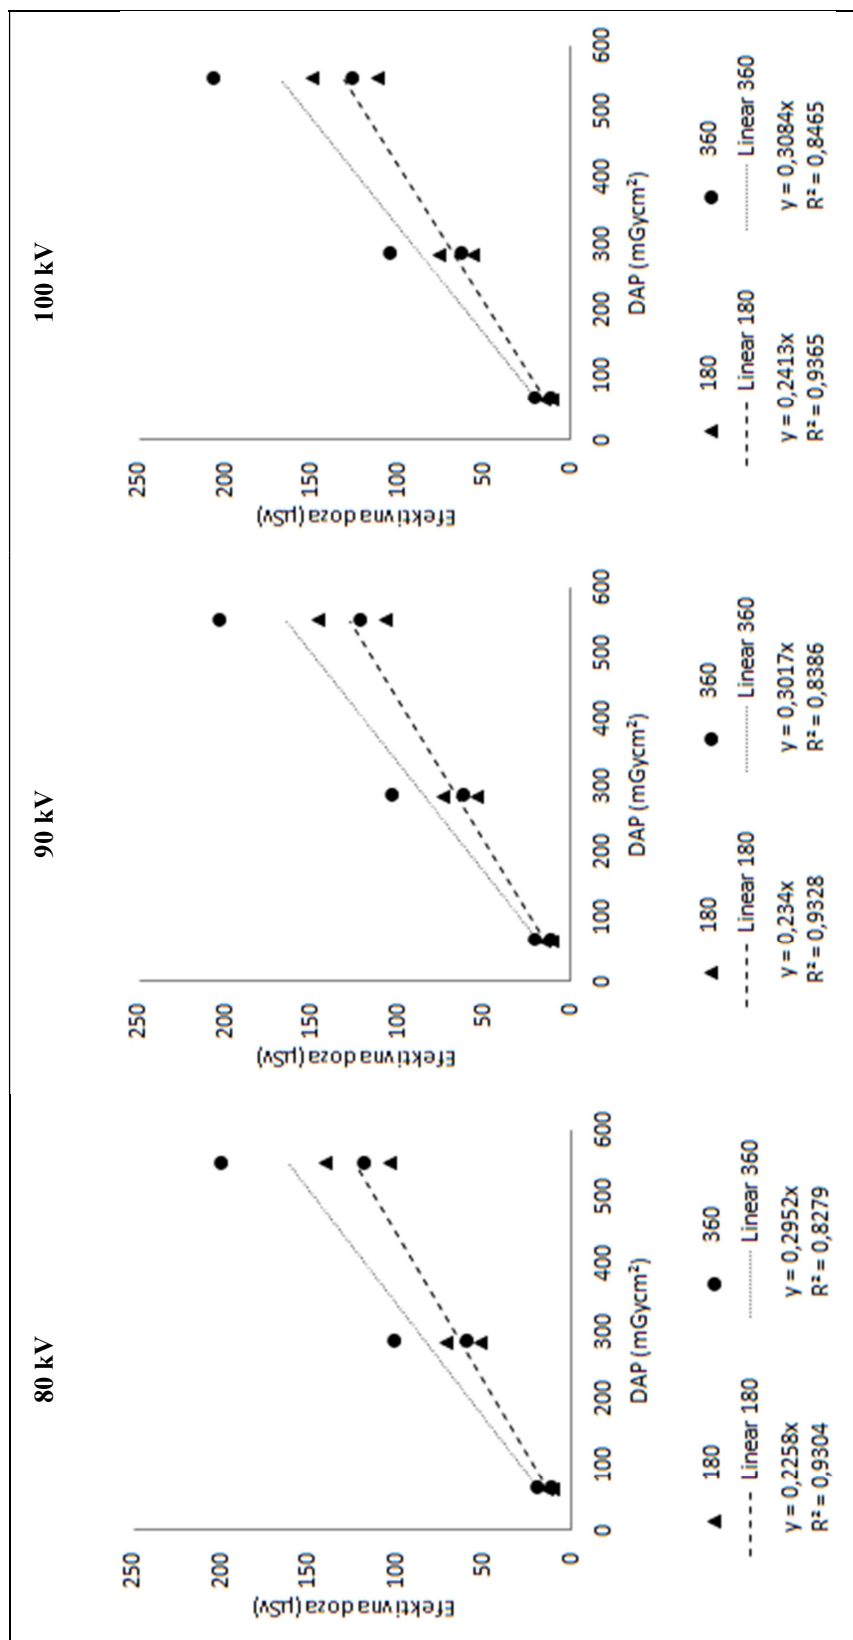 80 kV
250
200
150
100
50
0
Efektivna doza (µSv)
0 100 200 300 400 500 600
DAP (mGycm²)
180 360
Linear 180 Linear 360
y = 0,2258x y = 0,2952x
R² = 0,9304 R² = 0,8279
90 kV
250
200
150
100
50
0
Efektivna doza (µSv)
0 100 200 300 400 500 600
DAP (mGycm²)
180 360
Linear 180 Linear 360
y = 0,234x y = 0,3017x
R² = 0,9328 R² = 0,8386
100 kV
250
200
150
100
50
0
Efektivna doza (µSv)
0 100 200 300 400 500 600
DAP (mGycm²)
180 360
Linear 180 Linear 360
y = 0,2413x y = 0,3084x
R² = 0,9365 R² = 0,8465